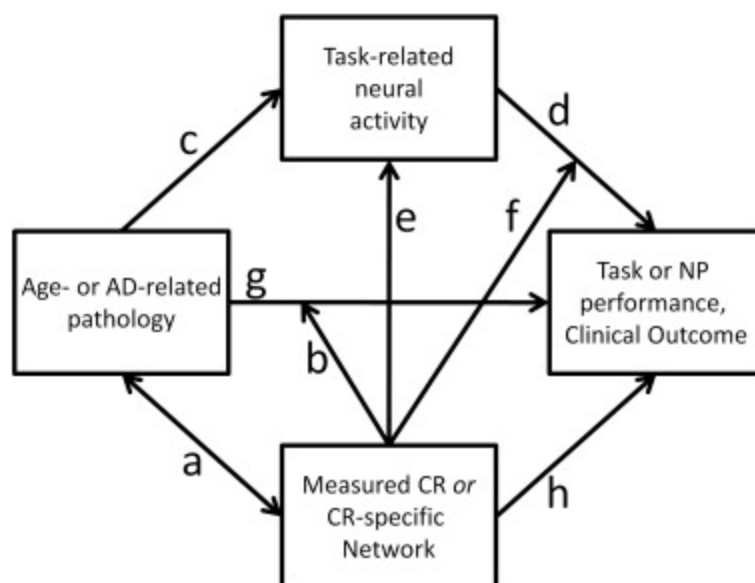 Task-related
neural
activity
c
d
e
f
Age- or AD-related
pathology
g
Task or NP
performance,
Clinical Outcome
b
a
Measured CR or
CR-specific
Network
h